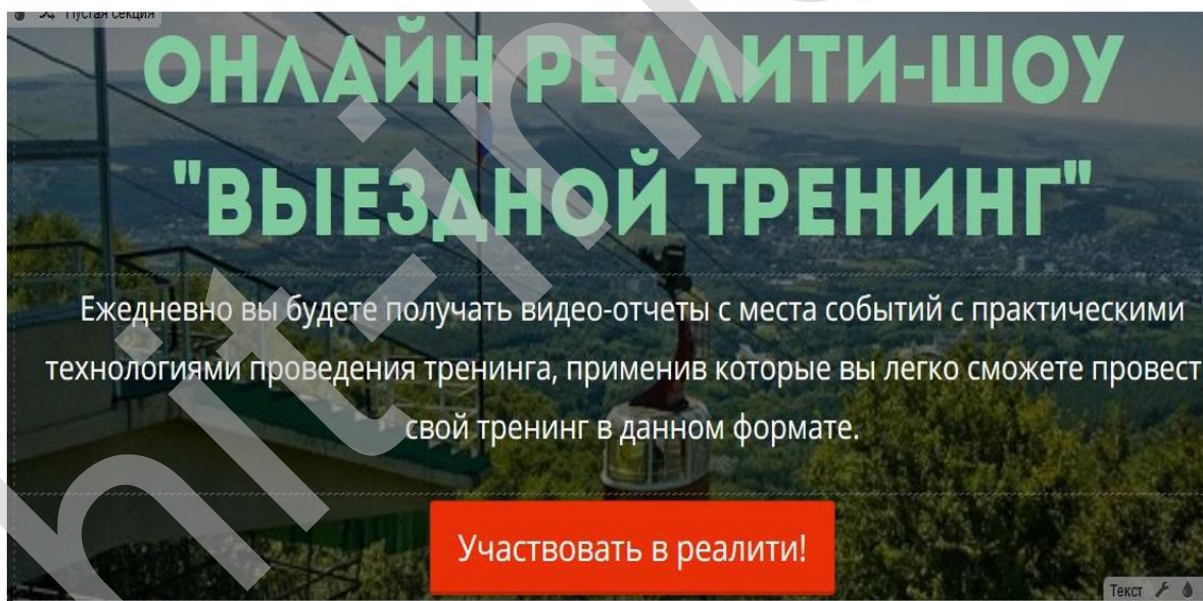 Пустая секция
ОНЛАЙН РЕАЛИТИ-ШОУ
"ВЫЕЗДНОЙ ТРЕНИНГ"
Ежедневно вы будете получать видео-отчеты с места событий с практическими
технологиями проведения тренинга, применив которые вы легко сможете провест
свой тренинг в данном формате.
Участвовать в реалити!
Текст